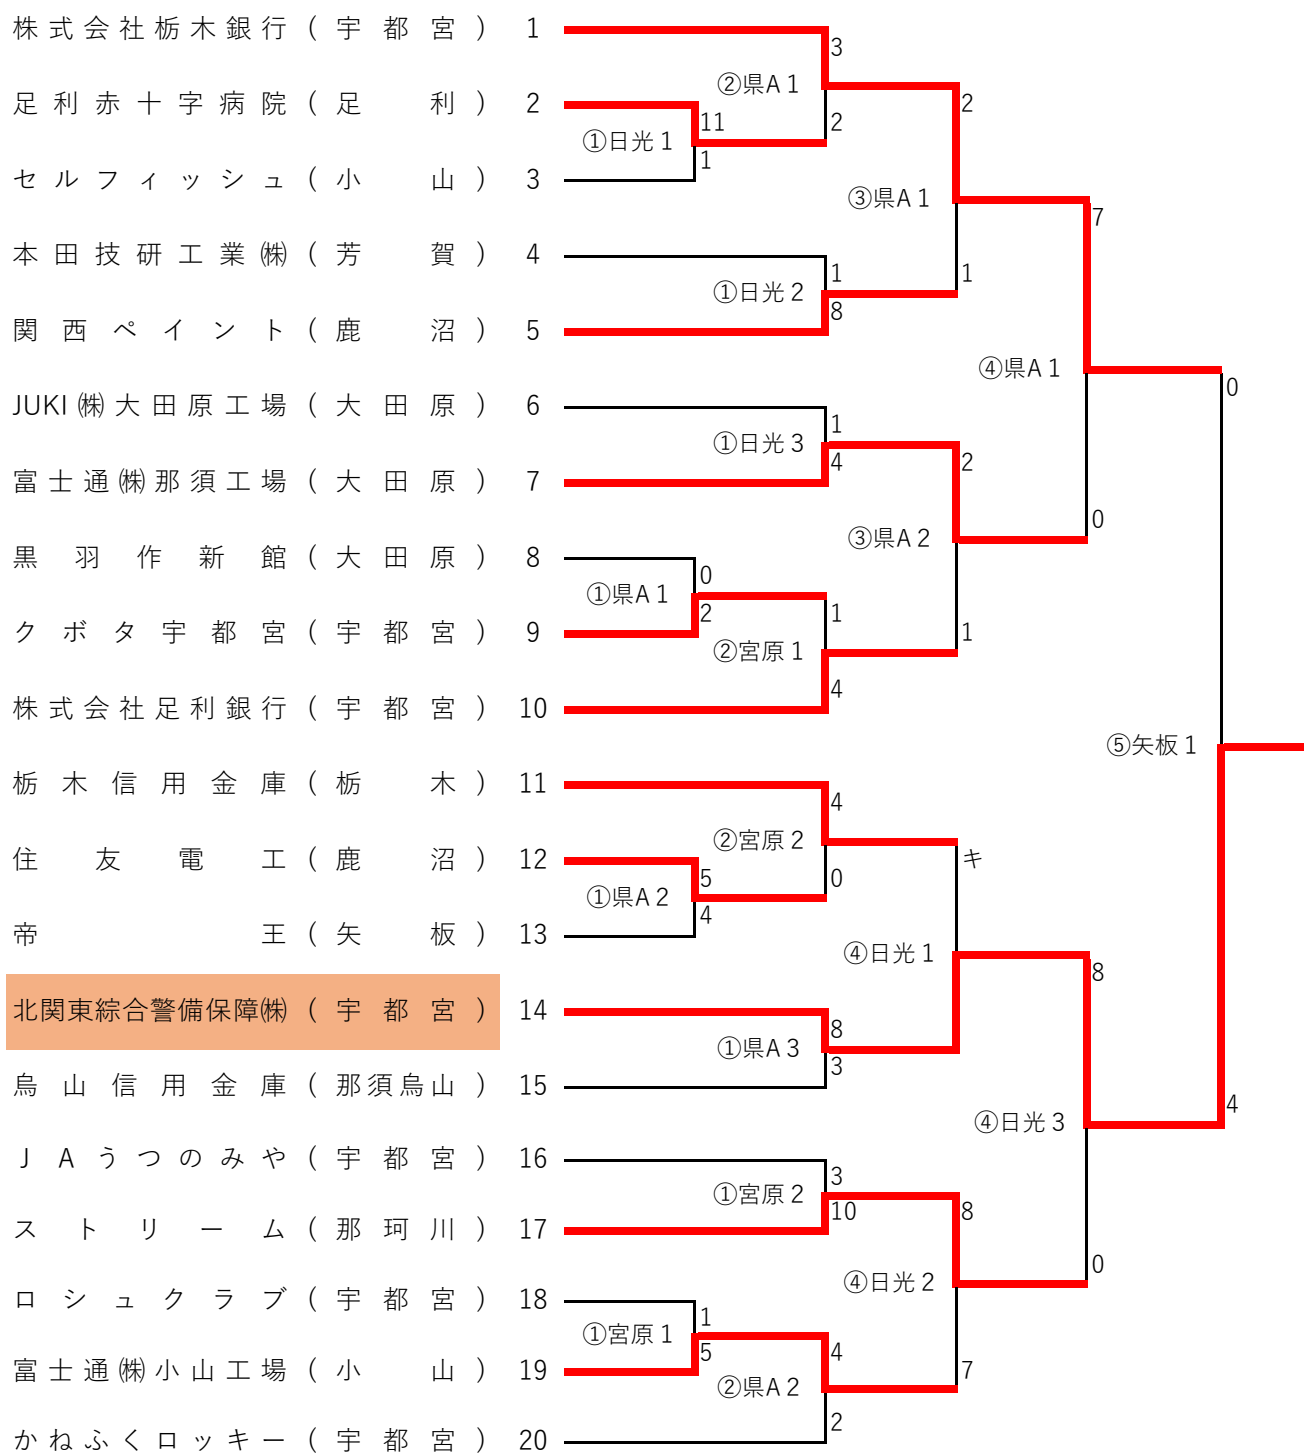 株式会社栃木銀行(宇都宮) 1
3
②県A1
足利赤十字病院(足利) 2
2
11
2
①日光1
1
セルフィッシュ(小山) 3
③県A1
7
本田技研工業㈱(芳賀) 4
1
1
①日光2
8
関西ペイント(鹿沼) 5
④県A1
0
JUKI㈱大田原工場(大田原) 6
1
①日光3
4
2
富士通㈱那須工場(大田原) 7
0
③県A2
黒羽作新館(大田原) 8
0
①県A1
2
1
クボタ宇都宮(宇都宮) 9
1
②宮原1
4
株式会社足利銀行(宇都宮) 10
⑤矢板1
栃木信用金庫(栃木) 11
4
②宮原2
住友電工(鹿沼) 12
キ
5
0
①県A2
4
帝王(矢板) 13
④日光1
8
北関東綜合警備保障㈱(宇都宮) 14
8
①県A3
3
烏山信用金庫(那須烏山) 15
4
④日光3
JAうつのみや(宇都宮) 16
3
①宮原2
10
8
ストリーム(那珂川) 17
0
④日光2
ロシュクラブ(宇都宮) 18
1
①宮原1
5
4
富士通㈱小山工場(小山) 19
7
②県A2
2
かねふくロッキー(宇都宮) 20